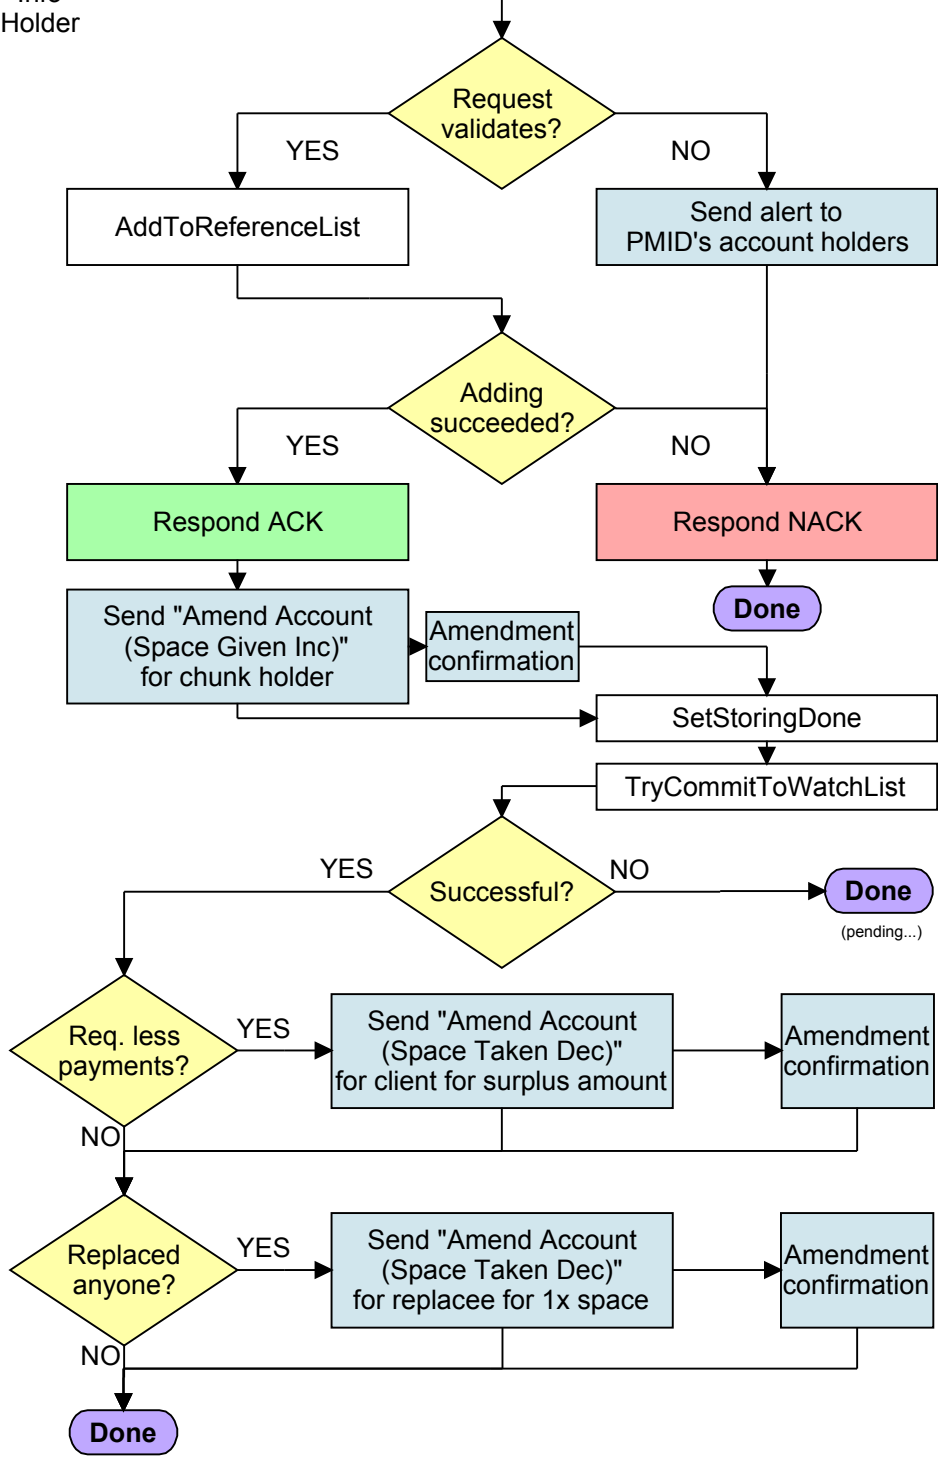 Holder
Request
validates?
YES
NO
AddToReferenceList
Send alert to
PMID's account holders
Adding
succeeded?
YES
NO
Respond ACK
Respond NACK
Done
Send "Amend Account
(Space Given Inc)"
for chunk holder
Amendment
confirmation
SetStoringDone
TryCommitToWatchList
YES
Successful?
NO
Done
(pending...)
Req. less
payments?
YES
Send "Amend Account
(Space Taken Dec)"
for client for surplus amount
Amendment
confirmation
NO
Replaced
anyone?
YES
Send "Amend Account
(Space Taken Dec)"
for replacee for 1x space
Amendment
confirmation
NO
Done